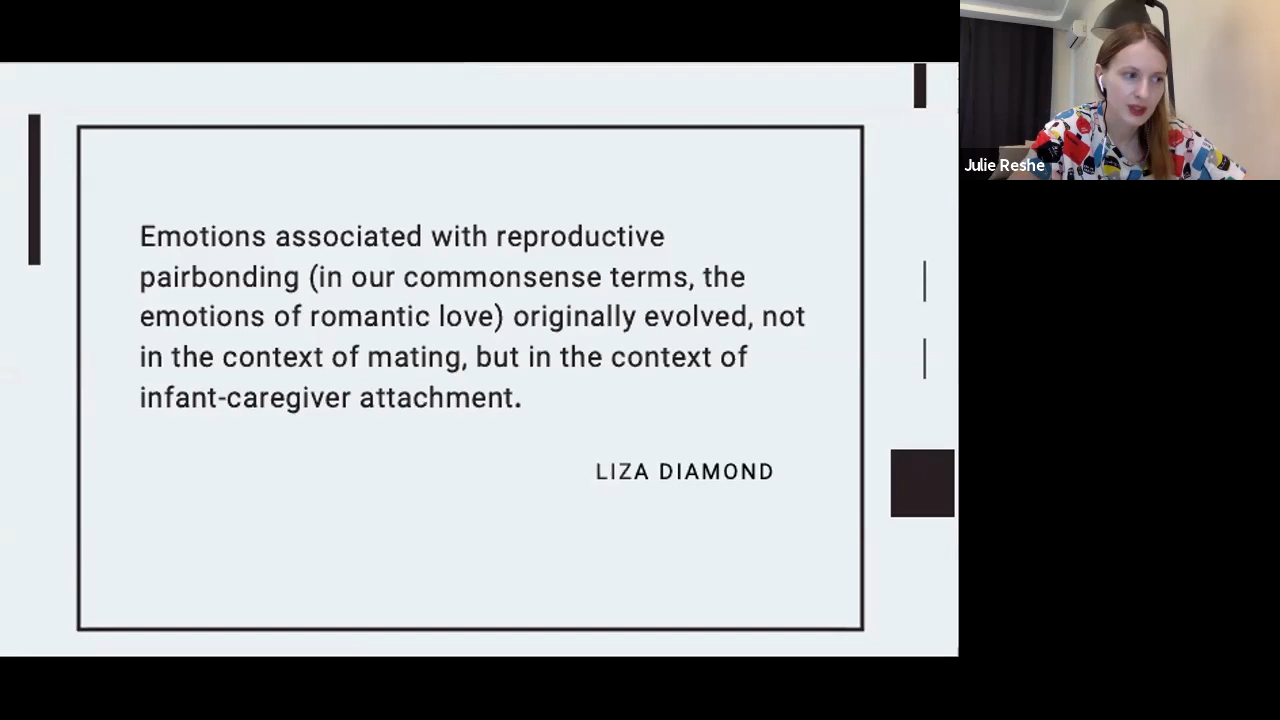 Emotions associated with reproductive
pairbonding (in our commonsense terms, the
emotions of romantic love) originally evolved, not
in the context of mating, but in the context of
infant-caregiver attachment.
LIZA DIAMOND
Julie Reshe